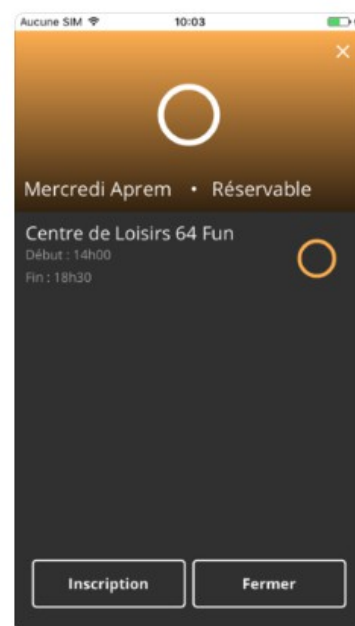 Aucune SIM 10:03
Mercredi Aprem • Réservable
Centre de Loisirs 64 Fun
Début : 14h00
Fin : 18h30
Inscription Fermer